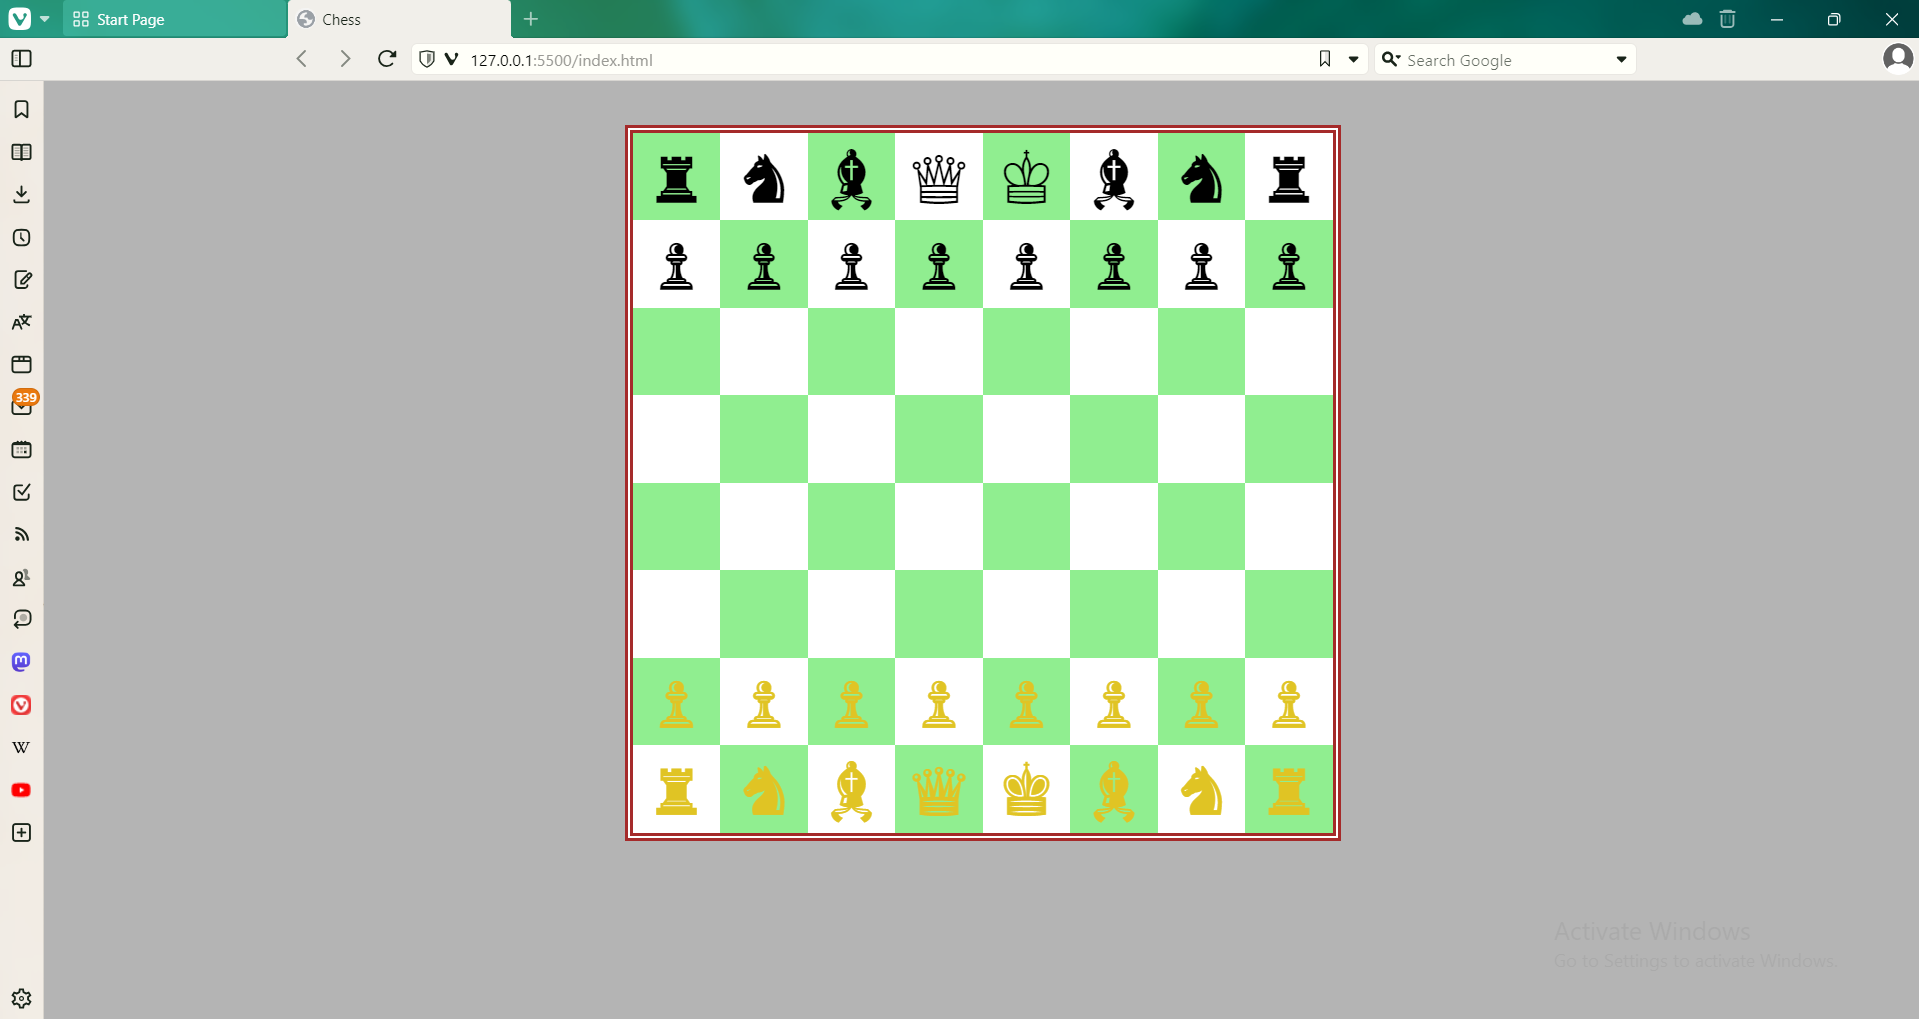 Start Page
Chess
127.0.0.1:5500/index.html
Search Google
339
W
Activate Windows
Go to Settings to activate Windows.